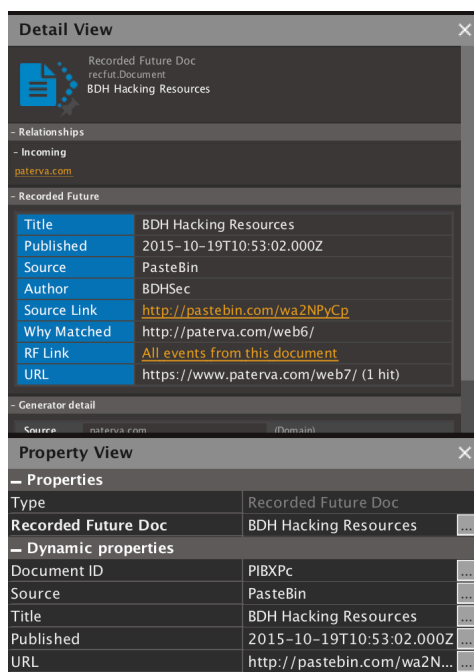 Detail View
Recorded Future Doc
recfut.Document
BDH Hacking Resources
– Relationships
– Incoming
paterva.com
– Recorded Future
Title BDH Hacking Resources
Published 2015-10-19T10:53:02.000Z
Source PasteBin
Author BDHSec
Source Link http://pastebin.com/wa2NPyCp
Why Matched http://paterva.com/web6/
RF Link All events from this document
URL https://www.paterva.com/web7/ (1 hit)
– Generator detail
Source paterva.com (Domain)
Property View
– Properties
Type Recorded Future Doc
Recorded Future Doc BDH Hacking Resources ...
– Dynamic properties
Document ID PIBXPc ...
Source PasteBin ...
Title BDH Hacking Resources ...
Published 2015-10-19T10:53:02.000Z ...
URL http://pastebin.com/wa2N... ...